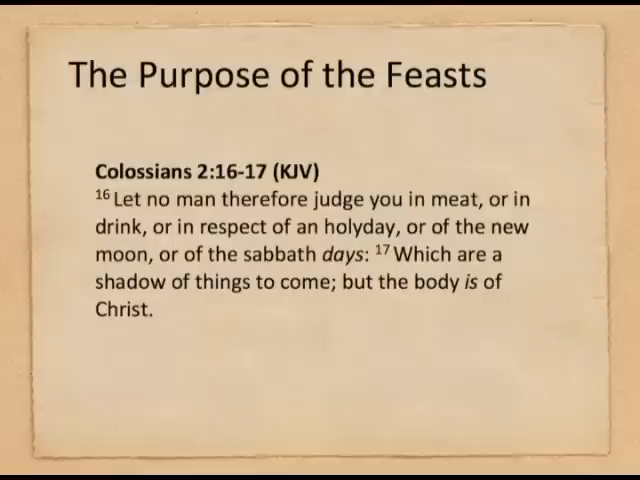 The Purpose of the Feasts
Colossians 2:16-17 (KJV)
16 Let no man therefore judge you in meat, or in
drink, or in respect of an holyday, or of the new
moon, or of the sabbath days: 17 Which are a
shadow of things to come; but the body is of
Christ.